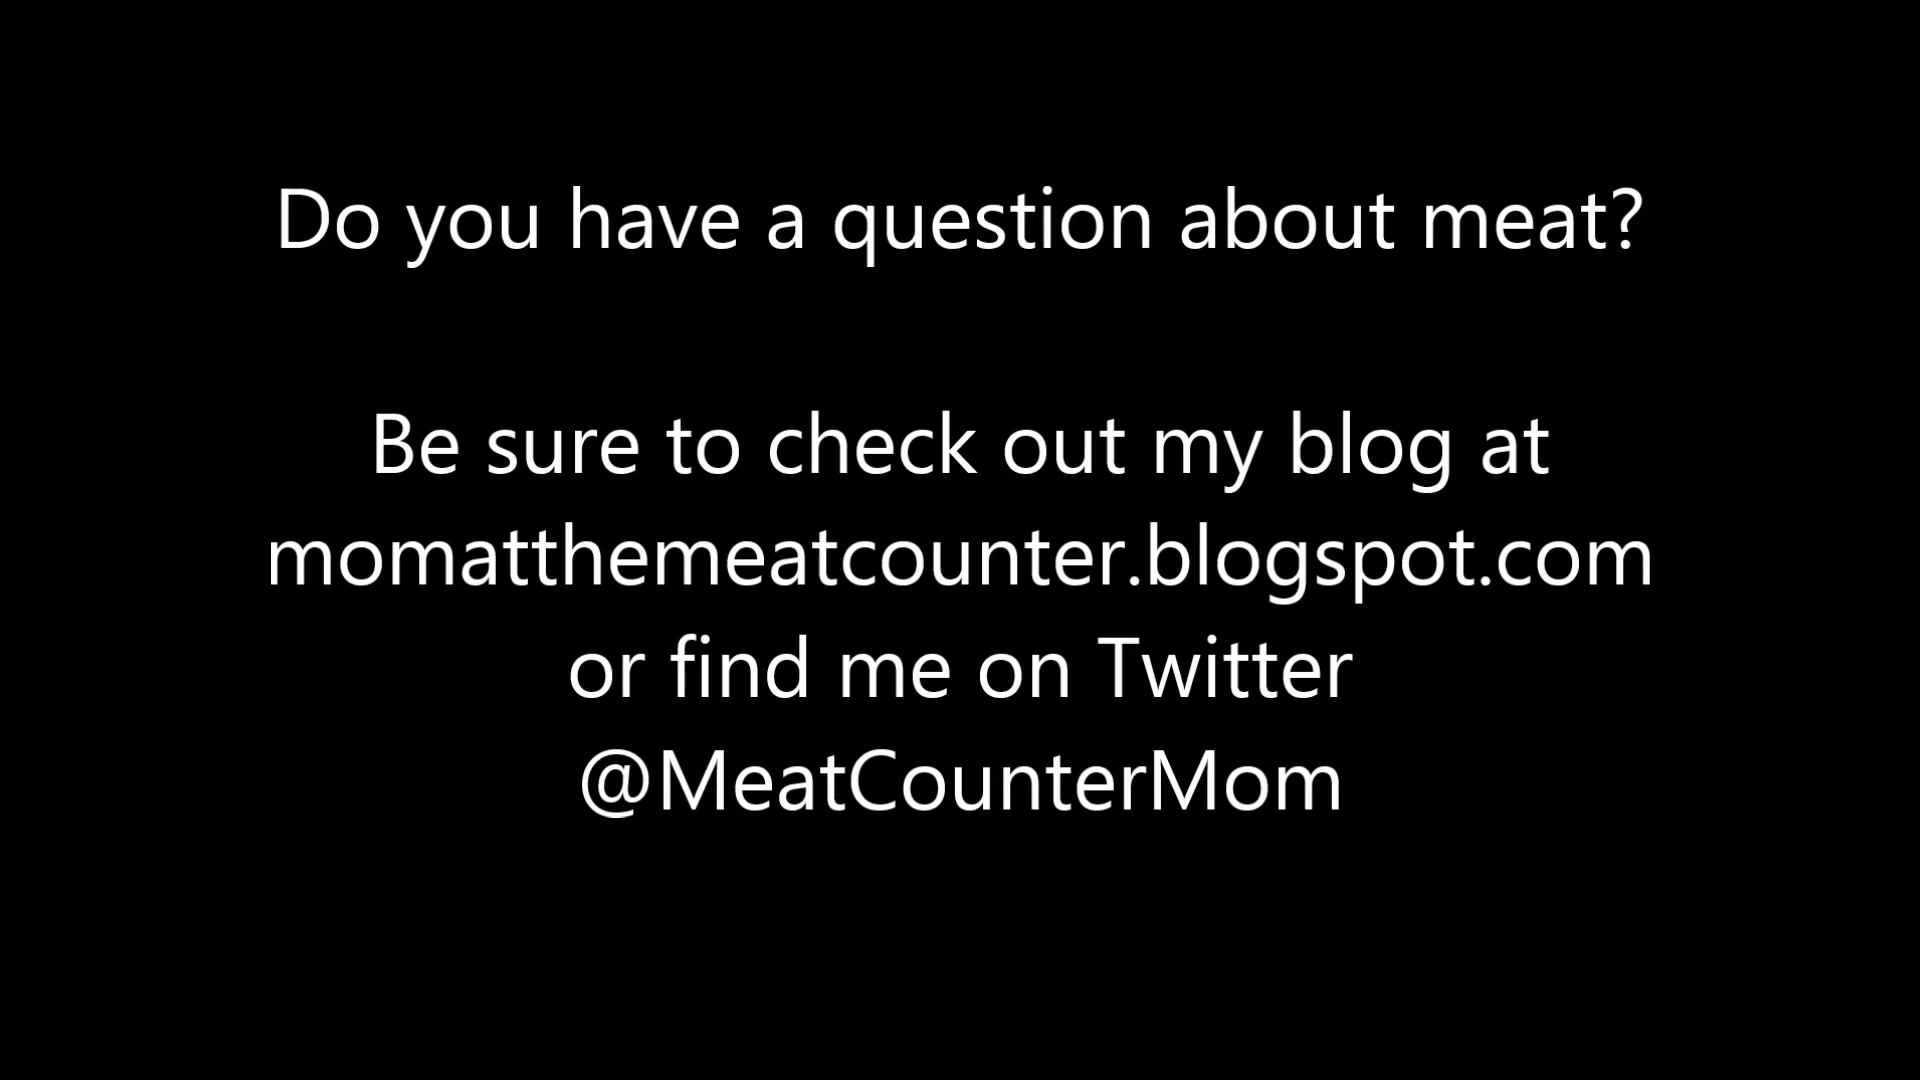 Do you have a question about meat?
Be sure to check out my blog at
momatthemeatcounter.blogspot.com
or find me on Twitter
@MeatCounterMom